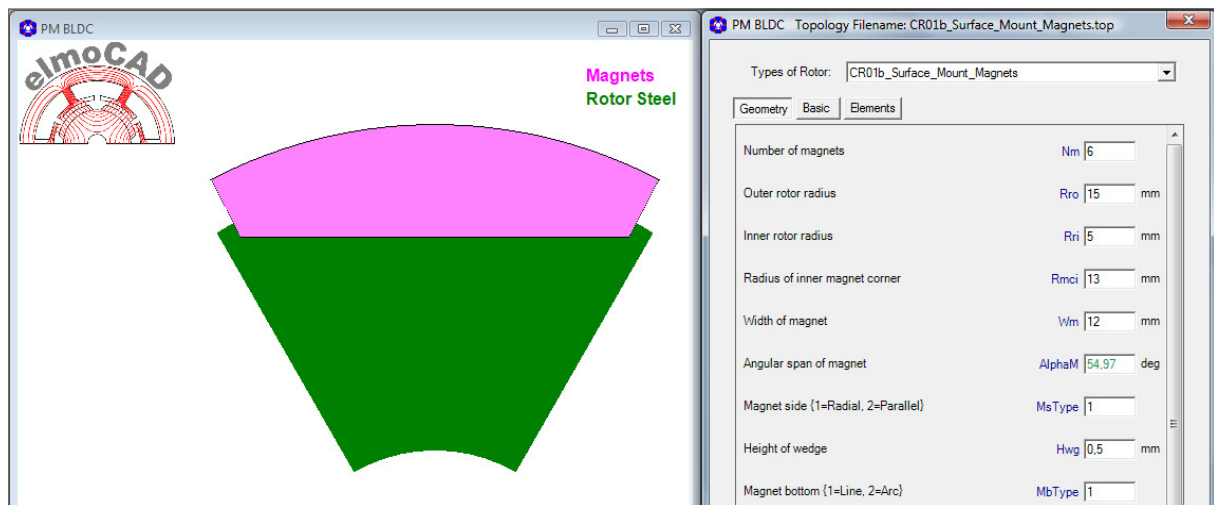 PM BLDC
elmoCAD
Magnets
Rotor Steel
PM BLDC Topology Filename: CR01b_Surface_Mount_Magnets.top
Types of Rotor: CR01b_Surface_Mount_Magnets
Geometry Basic Elements
Number of magnets Nm 6
Outer rotor radius Rro 15 mm
Inner rotor radius Rri 5 mm
Radius of inner magnet corner Rmci 13 mm
Width of magnet Wm 12 mm
Angular span of magnet AlphaM 54,97 deg
Magnet side {1=Radial, 2=Parallel} MsType 1
Height of wedge Hwg 0,5 mm
Magnet bottom {1=Line, 2=Arc} MbType 1